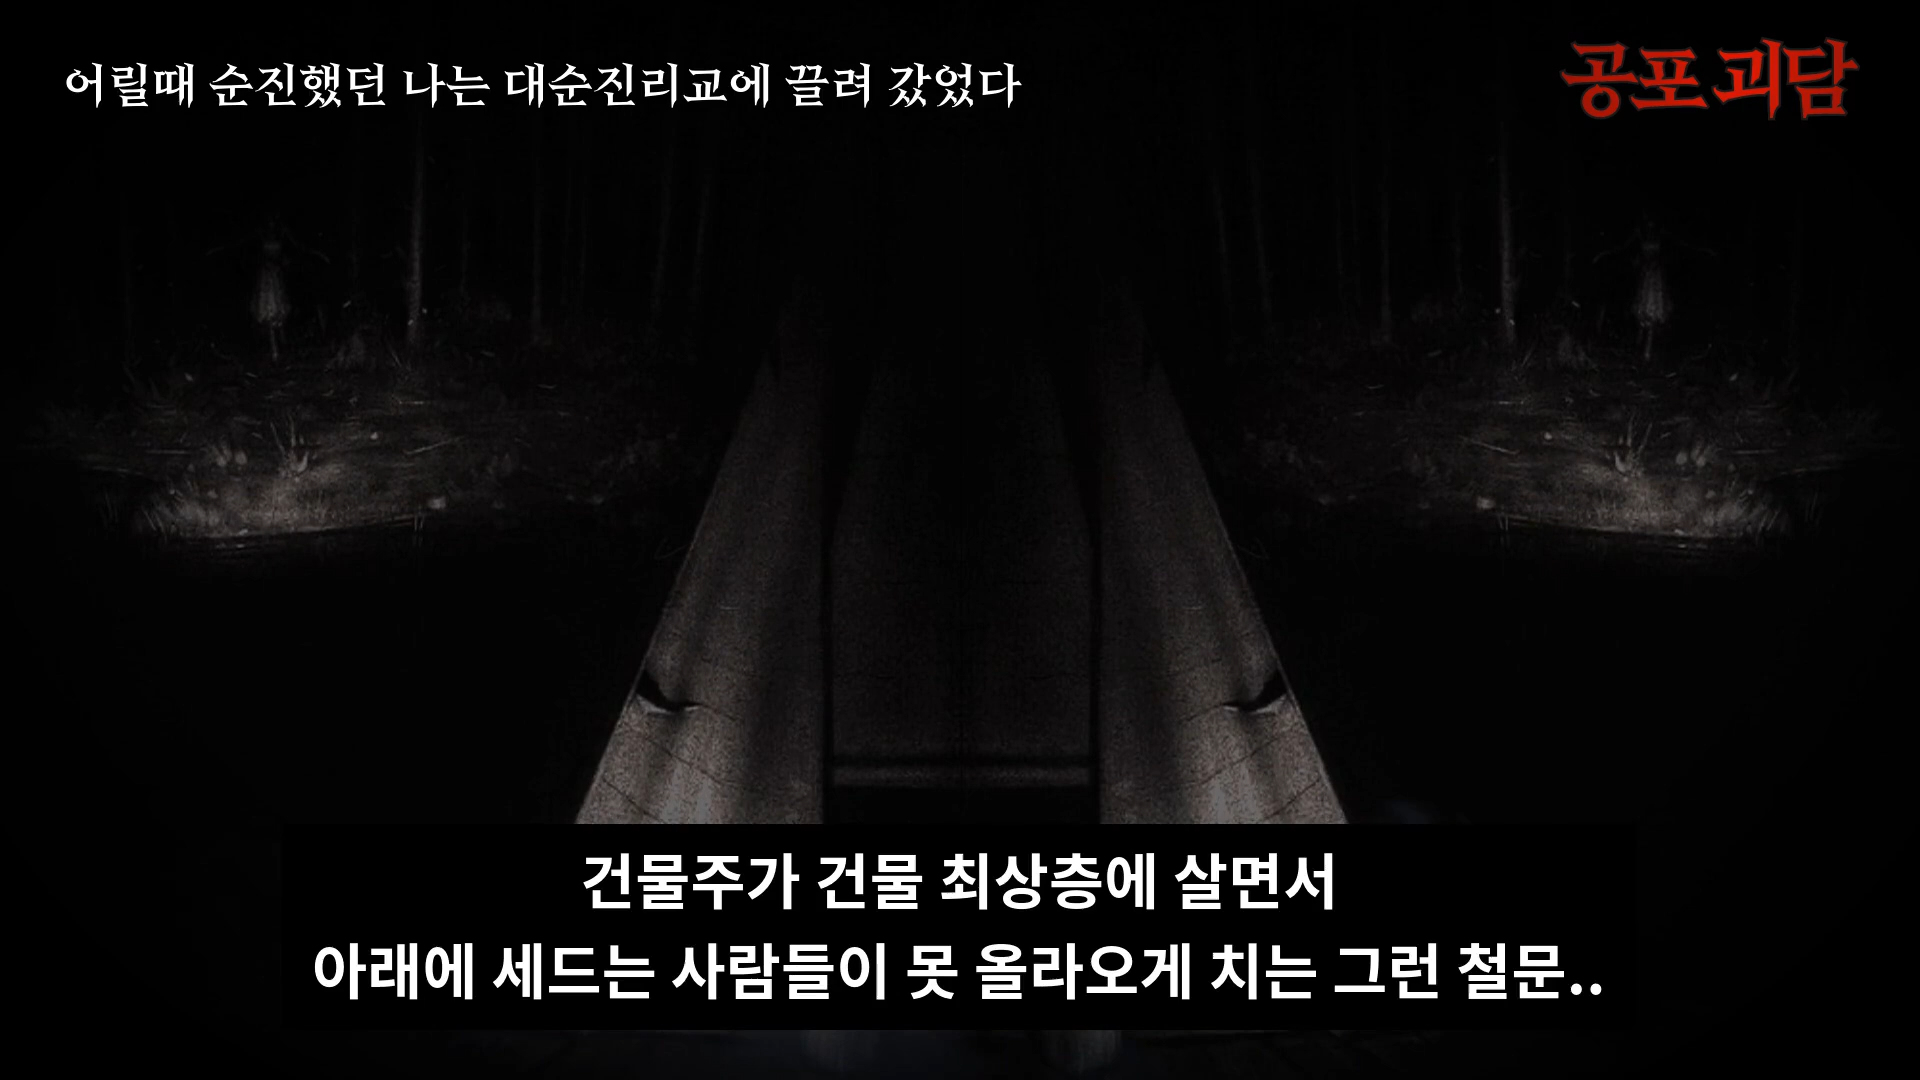 어릴때 순진했던 나는 대순진리교에 끌려 갔었다
공포 괴담
건물주가 건물 최상층에 살면서
아래에 세드는 사람들이 못 올라오게 치는 그런 철문..